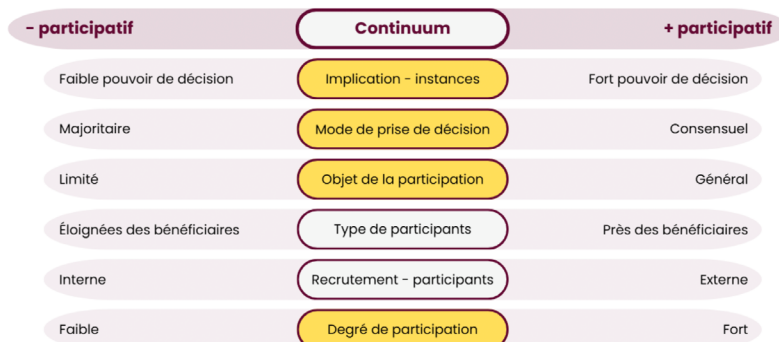 - participatif Continuum + participatif
Faible pouvoir de décision Implication - instances Fort pouvoir de décision
Majoritaire Mode de prise de décision Consensuel
Limité Objet de la participation Général
Éloignées des bénéficiaires Type de participants Près des bénéficiaires
Interne Recrutement - participants Externe
Faible Degré de participation Fort